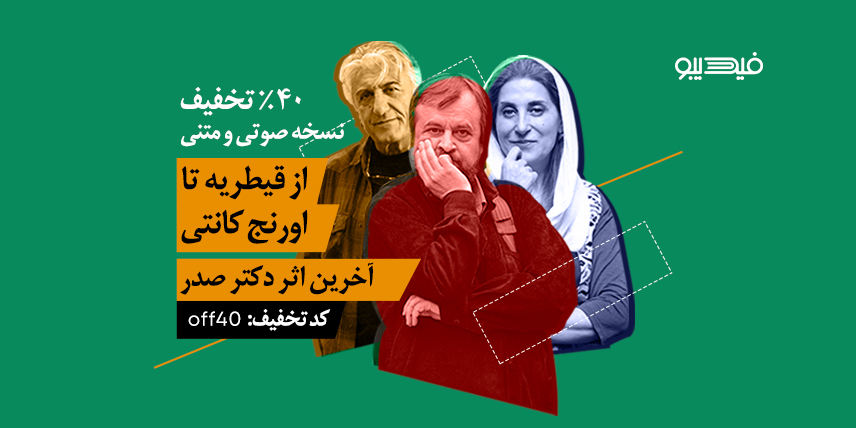 فیدیبو
۴۰٪ تخفیف
نسخه صوتی و متنی
از قیطریه تا
اورنج کانتی
آخرین اثر دکتر صدر
کد تخفیف: off40